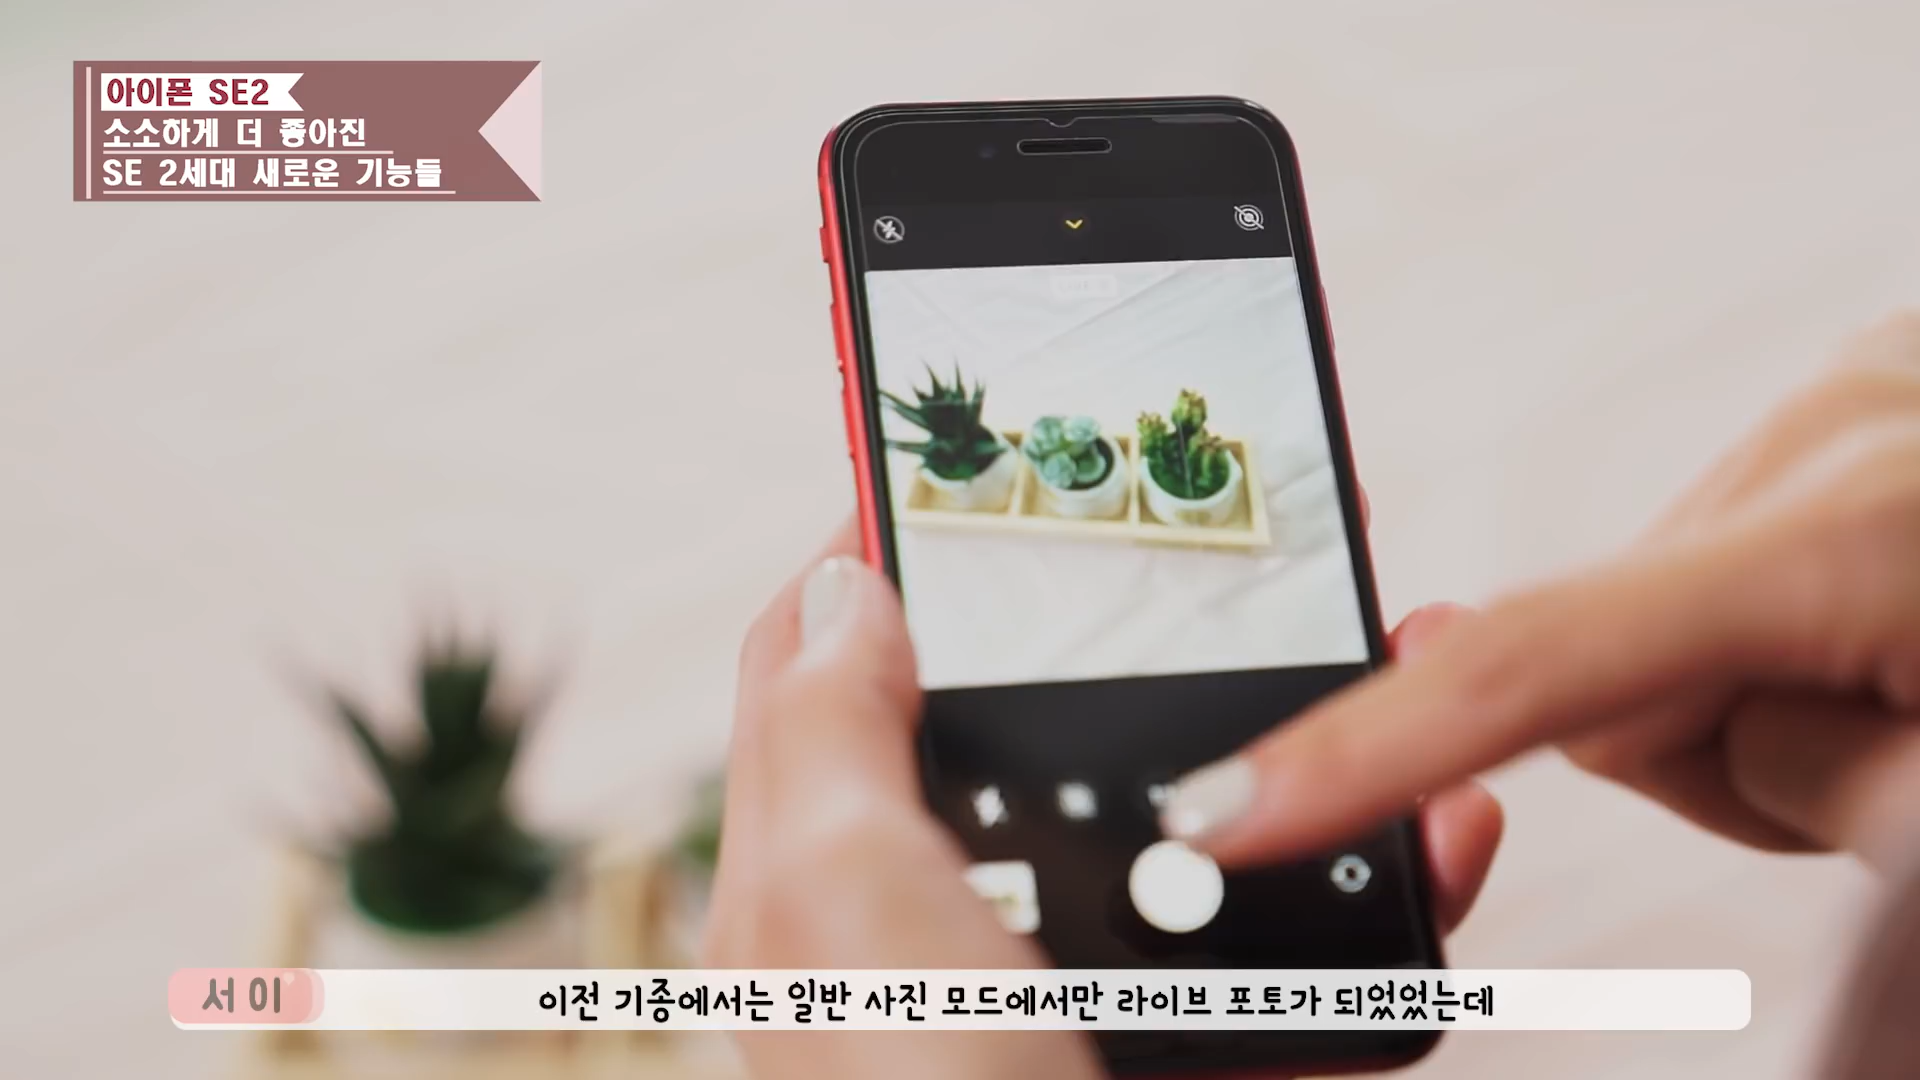 아이폰 SE2
소소하게 더 좋아진
SE 2세대 새로운 기능들
서이
이전 기종에서는 일반 사진 모드에서만 라이브 포토가 되었었는데